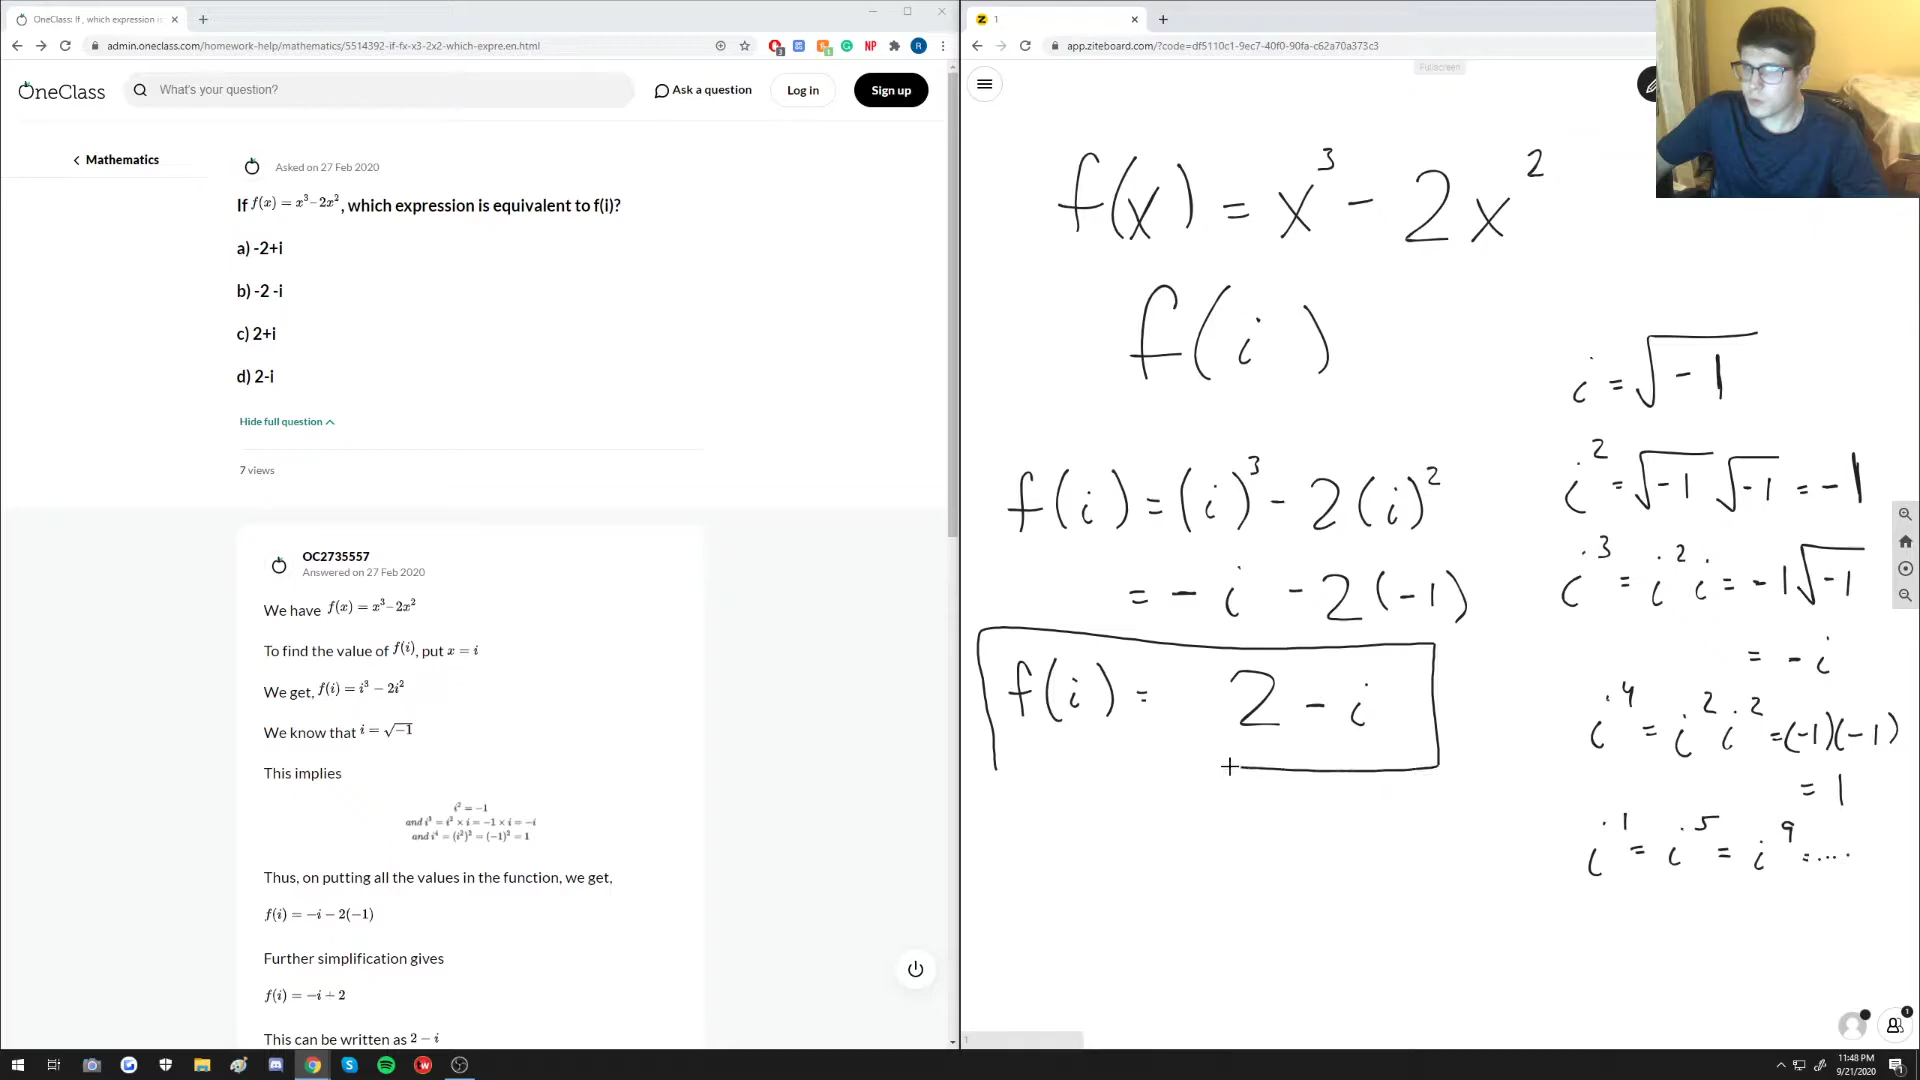 OneClass: If , which expression is
1
admin.oneclass.com/homework-help/mathematics/5514392-if-fx-x3-2x2-which-expre.en.html
app.ziteboard.com/?code=df5110c1-9ec7-40f0-90fa-c62a70a373c3
Fullscreen
OneClass
What's your question?
Ask a question
Log in
Sign up
Mathematics
Asked on 27 Feb 2020
If f(x) = x³ − 2x², which expression is equivalent to f(i)?
a) -2+i
b) -2 -i
c) 2+i
d) 2-i
Hide full question
7 views
OC2735557
Answered on 27 Feb 2020
We have f(x) = x³ − 2x²
To find the value of f(i), put x = i
We get, f(i) = i³ − 2i²
We know that i = √−1
This implies
i² = −1
and i³ = i² × i = −1 × i = −i
and i⁴ = (i²)² = (−1)² = 1
Thus, on putting all the values in the function, we get,
f(i) = −i − 2(−1)
Further simplification gives
f(i) = −i + 2
This can be written as 2 − i
f(x) = x³ - 2x²
f(i)
f(i) = (i)³ - 2(i)²
= - i - 2(-1)
f(i) = 2 - i
i = √-1
i² = √-1 √-1 = -1
i³ = i² i = -1√-1
= - i
i⁴ = i² i² = (-1)(-1)
= 1
i¹ = i⁵ = i⁹ = ....
1
1
11:48 PM
9/21/2020